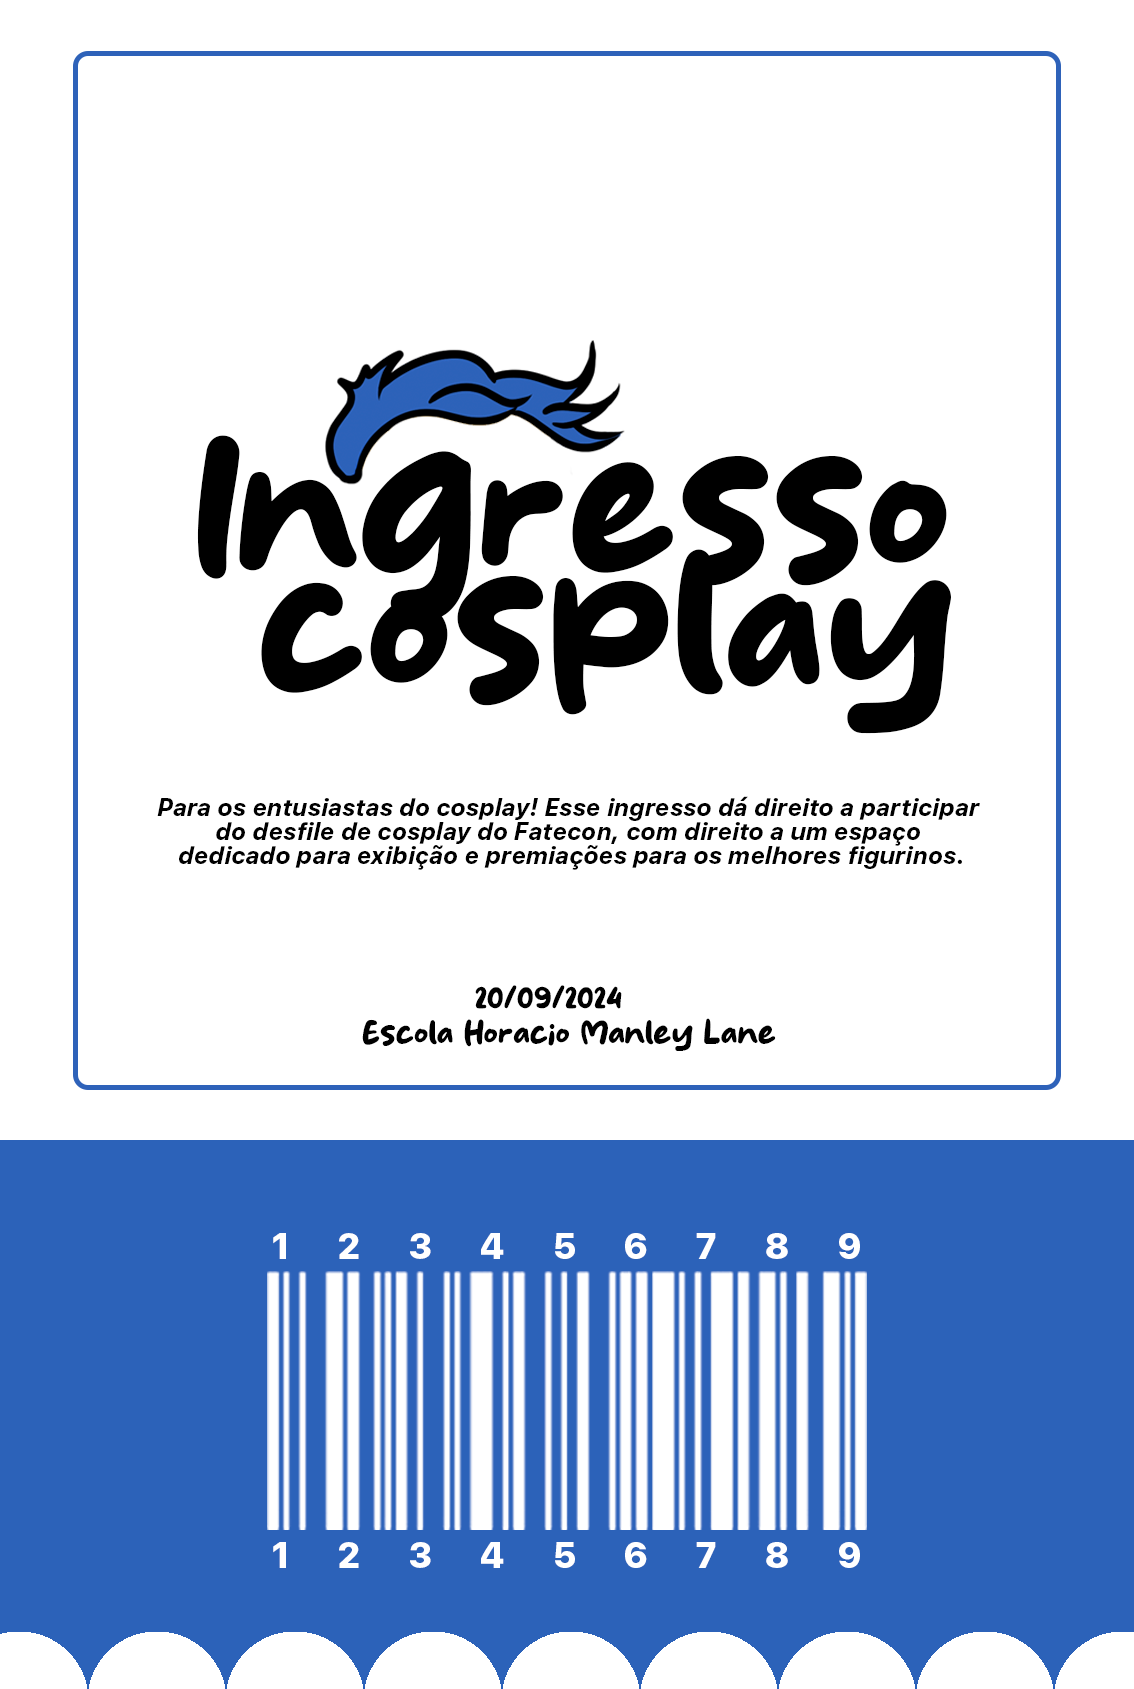 Ingresso
cosplay
Para os entusiastas do cosplay! Esse ingresso dá direito a participar
do desfile de cosplay do Fatecon, com direito a um espaço
dedicado para exibição e premiações para os melhores figurinos.
20/09/2024
Escola Horacio Manley Lane
1 2 3 4 5 6 7 8 9
1 2 3 4 5 6 7 8 9